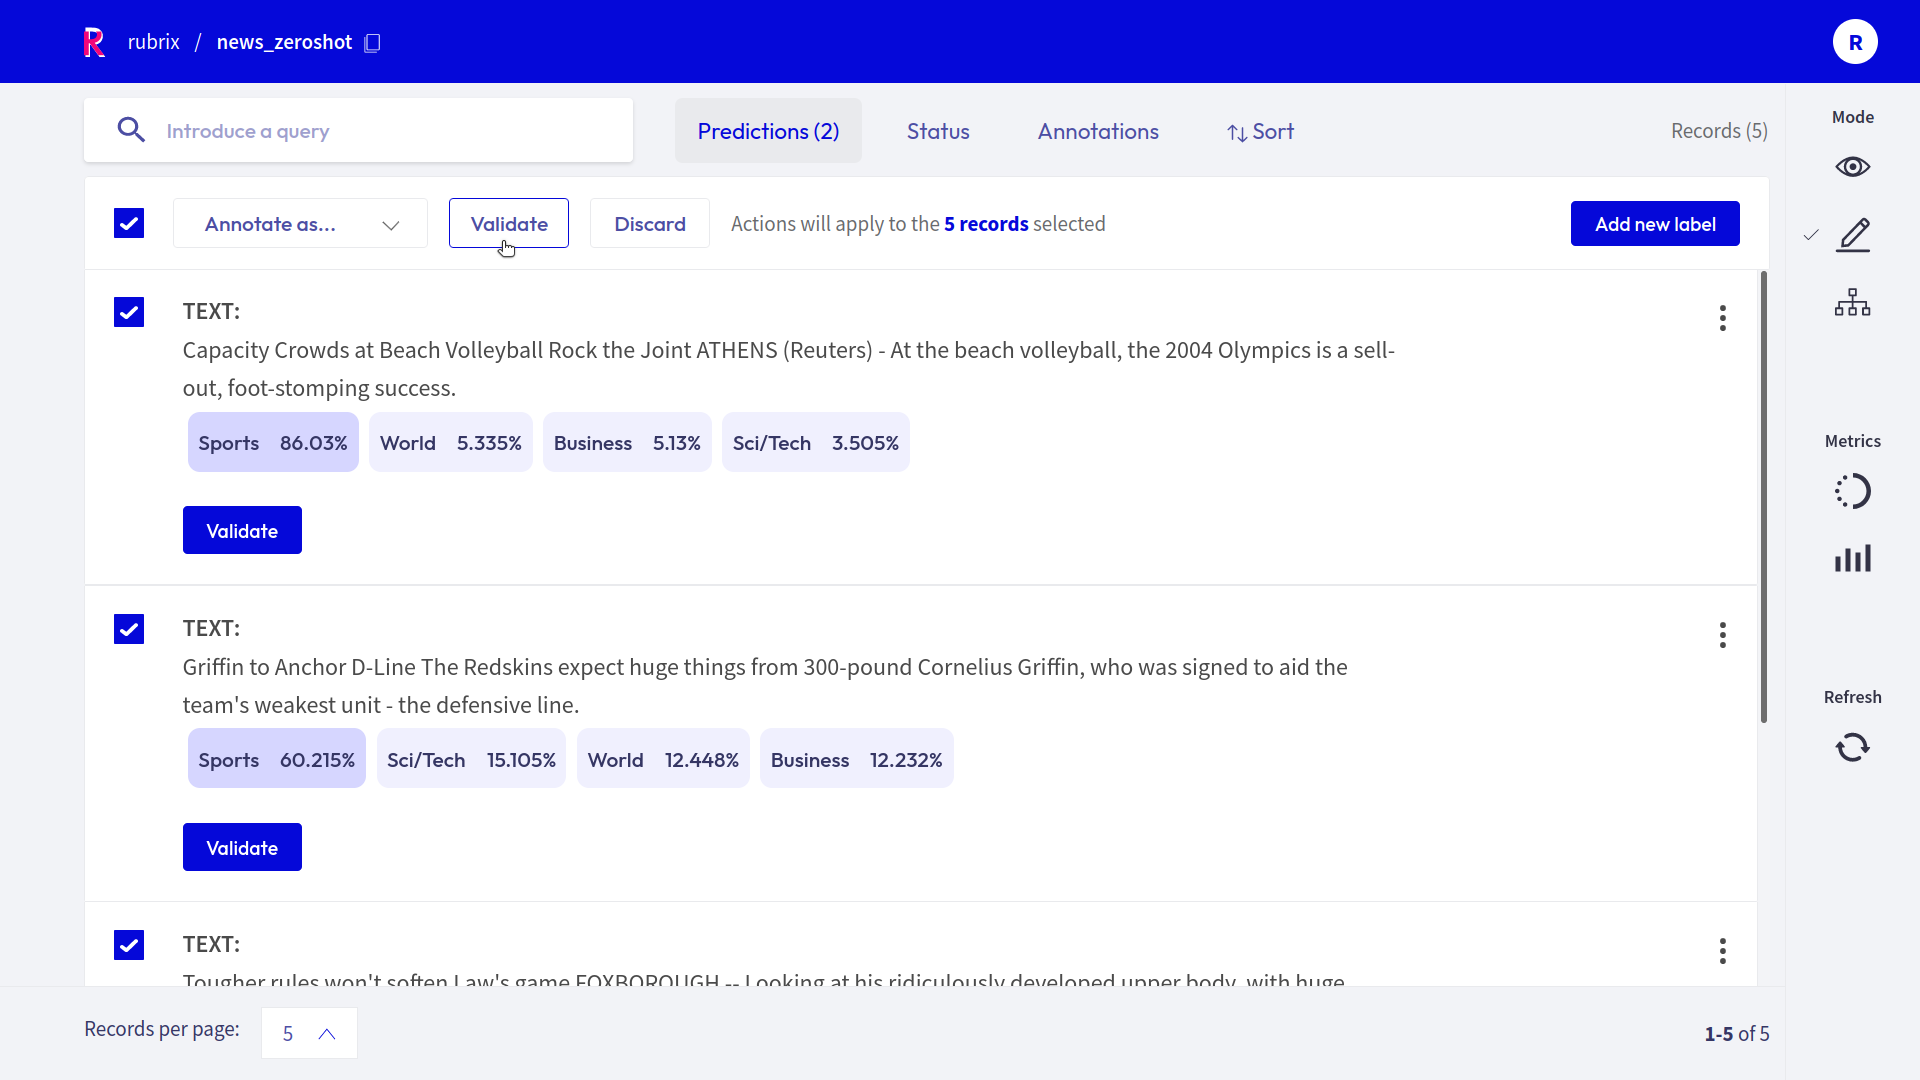 rubrix / news_zeroshot
R
Introduce a query
Predictions (2)
Status
Annotations
Sort
Records (5)
Mode
Annotate as...
Validate
Discard
Actions will apply to the 5 records selected
Add new label
TEXT:
Capacity Crowds at Beach Volleyball Rock the Joint ATHENS (Reuters) - At the beach volleyball, the 2004 Olympics is a sell-
out, foot-stomping success.
Sports 86.03% World 5.335% Business 5.13% Sci/Tech 3.505%
Validate
Metrics
TEXT:
Griffin to Anchor D-Line The Redskins expect huge things from 300-pound Cornelius Griffin, who was signed to aid the
team's weakest unit - the defensive line.
Sports 60.215% Sci/Tech 15.105% World 12.448% Business 12.232%
Validate
Refresh
TEXT:
Tougher rules won't soften Law's game FOXBOROUGH -- Looking at his ridiculously developed upper body, with huge
Records per page: 5
1-5 of 5